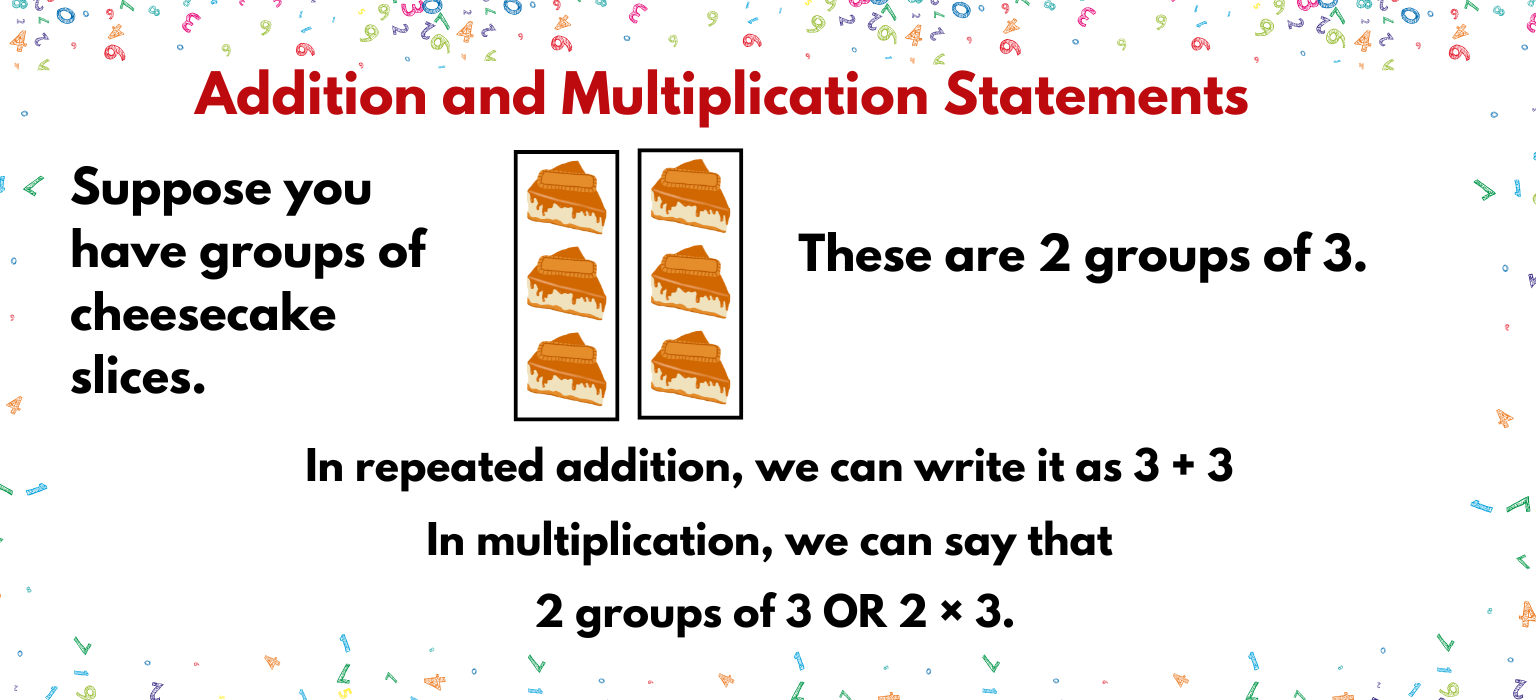 Addition and Multiplication Statements
Suppose you
have groups of
cheesecake
slices.
These are 2 groups of 3.
In repeated addition, we can write it as 3 + 3
In multiplication, we can say that
2 groups of 3 OR 2 × 3.